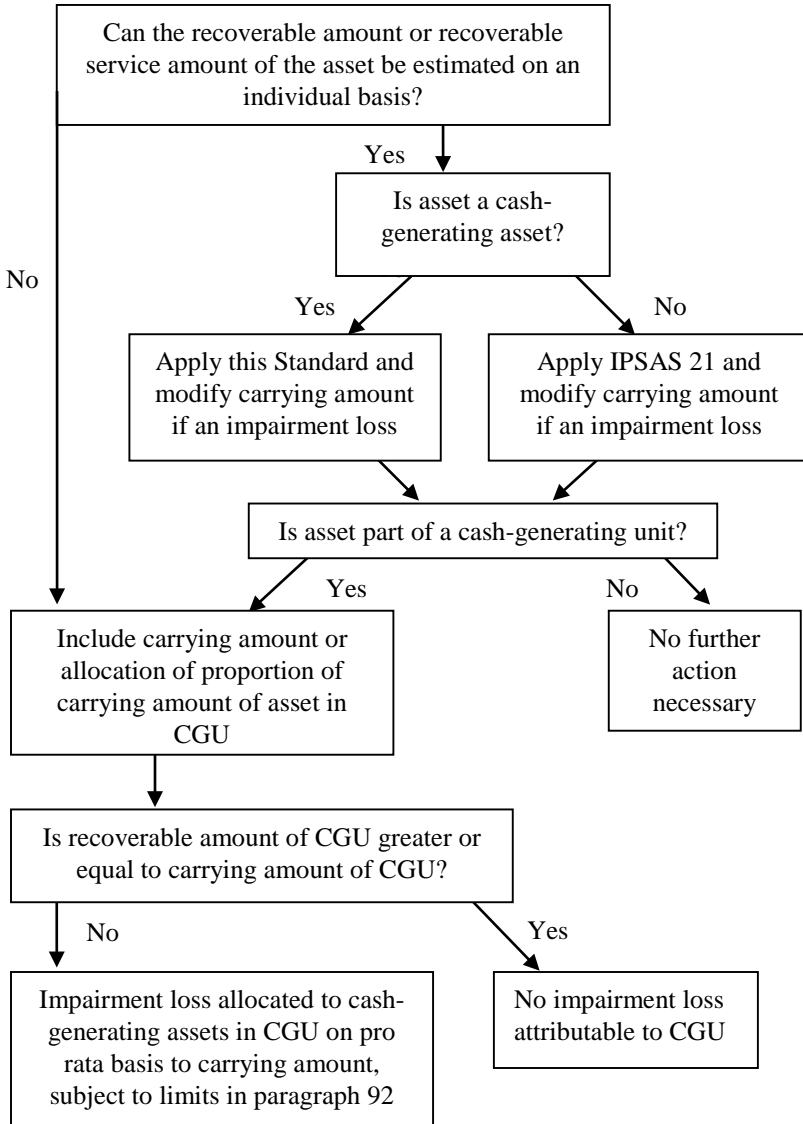 Can the recoverable amount or recoverable
service amount of the asset be estimated on an
individual basis?
Yes
Is asset a cash-
generating asset?
No
Yes
No
Apply this Standard and
modify carrying amount
if an impairment loss
Apply IPSAS 21 and
modify carrying amount
if an impairment loss
Is asset part of a cash-generating unit?
Yes
No
Include carrying amount or
allocation of proportion of
carrying amount of asset in
CGU
No further
action
necessary
Is recoverable amount of CGU greater or
equal to carrying amount of CGU?
No
Yes
Impairment loss allocated to cash-
generating assets in CGU on pro
rata basis to carrying amount,
subject to limits in paragraph 92
No impairment loss
attributable to CGU